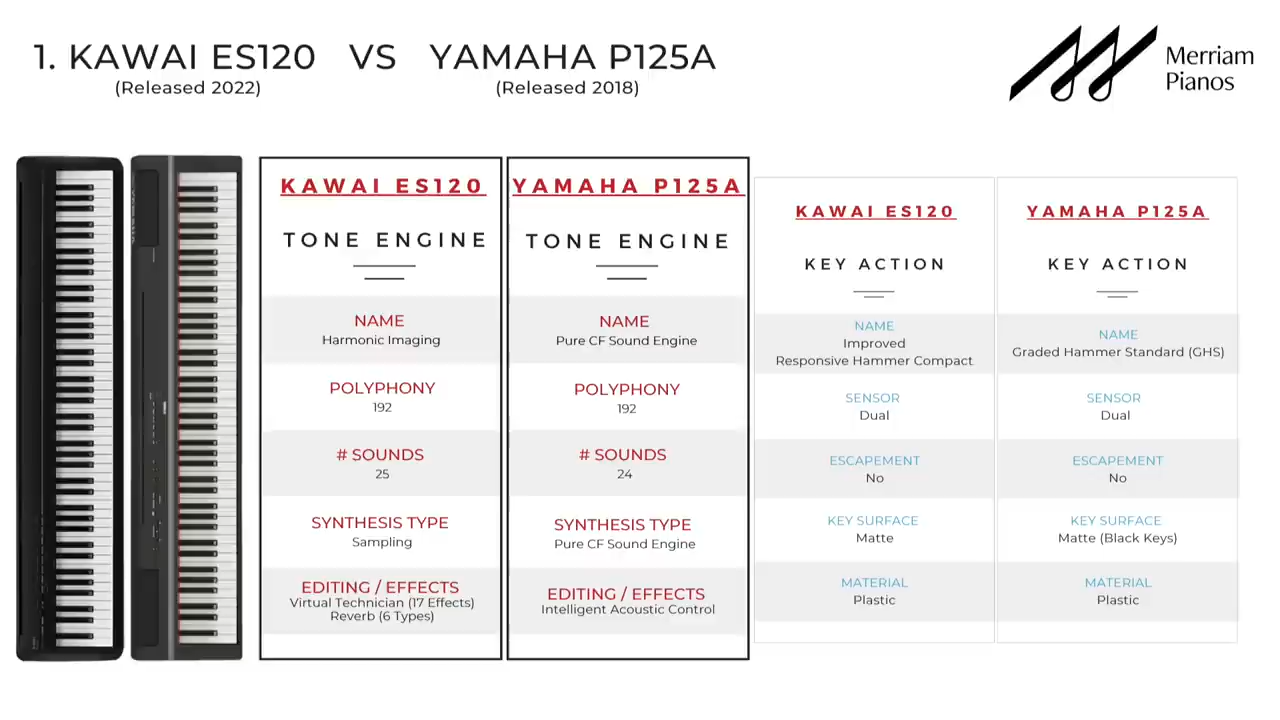 1. KAWAI ES120 VS YAMAHA P125A
(Released 2022) (Released 2018)
Merriam
Pianos
KAWAI ES120
TONE ENGINE
NAME
Harmonic Imaging
POLYPHONY
192
# SOUNDS
25
SYNTHESIS TYPE
Sampling
EDITING / EFFECTS
Virtual Technician (17 Effects)
Reverb (6 Types)
YAMAHA P125A
TONE ENGINE
NAME
Pure CF Sound Engine
POLYPHONY
192
# SOUNDS
24
SYNTHESIS TYPE
Pure CF Sound Engine
EDITING / EFFECTS
Intelligent Acoustic Control
KAWAI ES120
KEY ACTION
NAME
Improved
Responsive Hammer Compact
SENSOR
Dual
ESCAPEMENT
No
KEY SURFACE
Matte
MATERIAL
Plastic
YAMAHA P125A
KEY ACTION
NAME
Graded Hammer Standard (GHS)
SENSOR
Dual
ESCAPEMENT
No
KEY SURFACE
Matte (Black Keys)
MATERIAL
Plastic